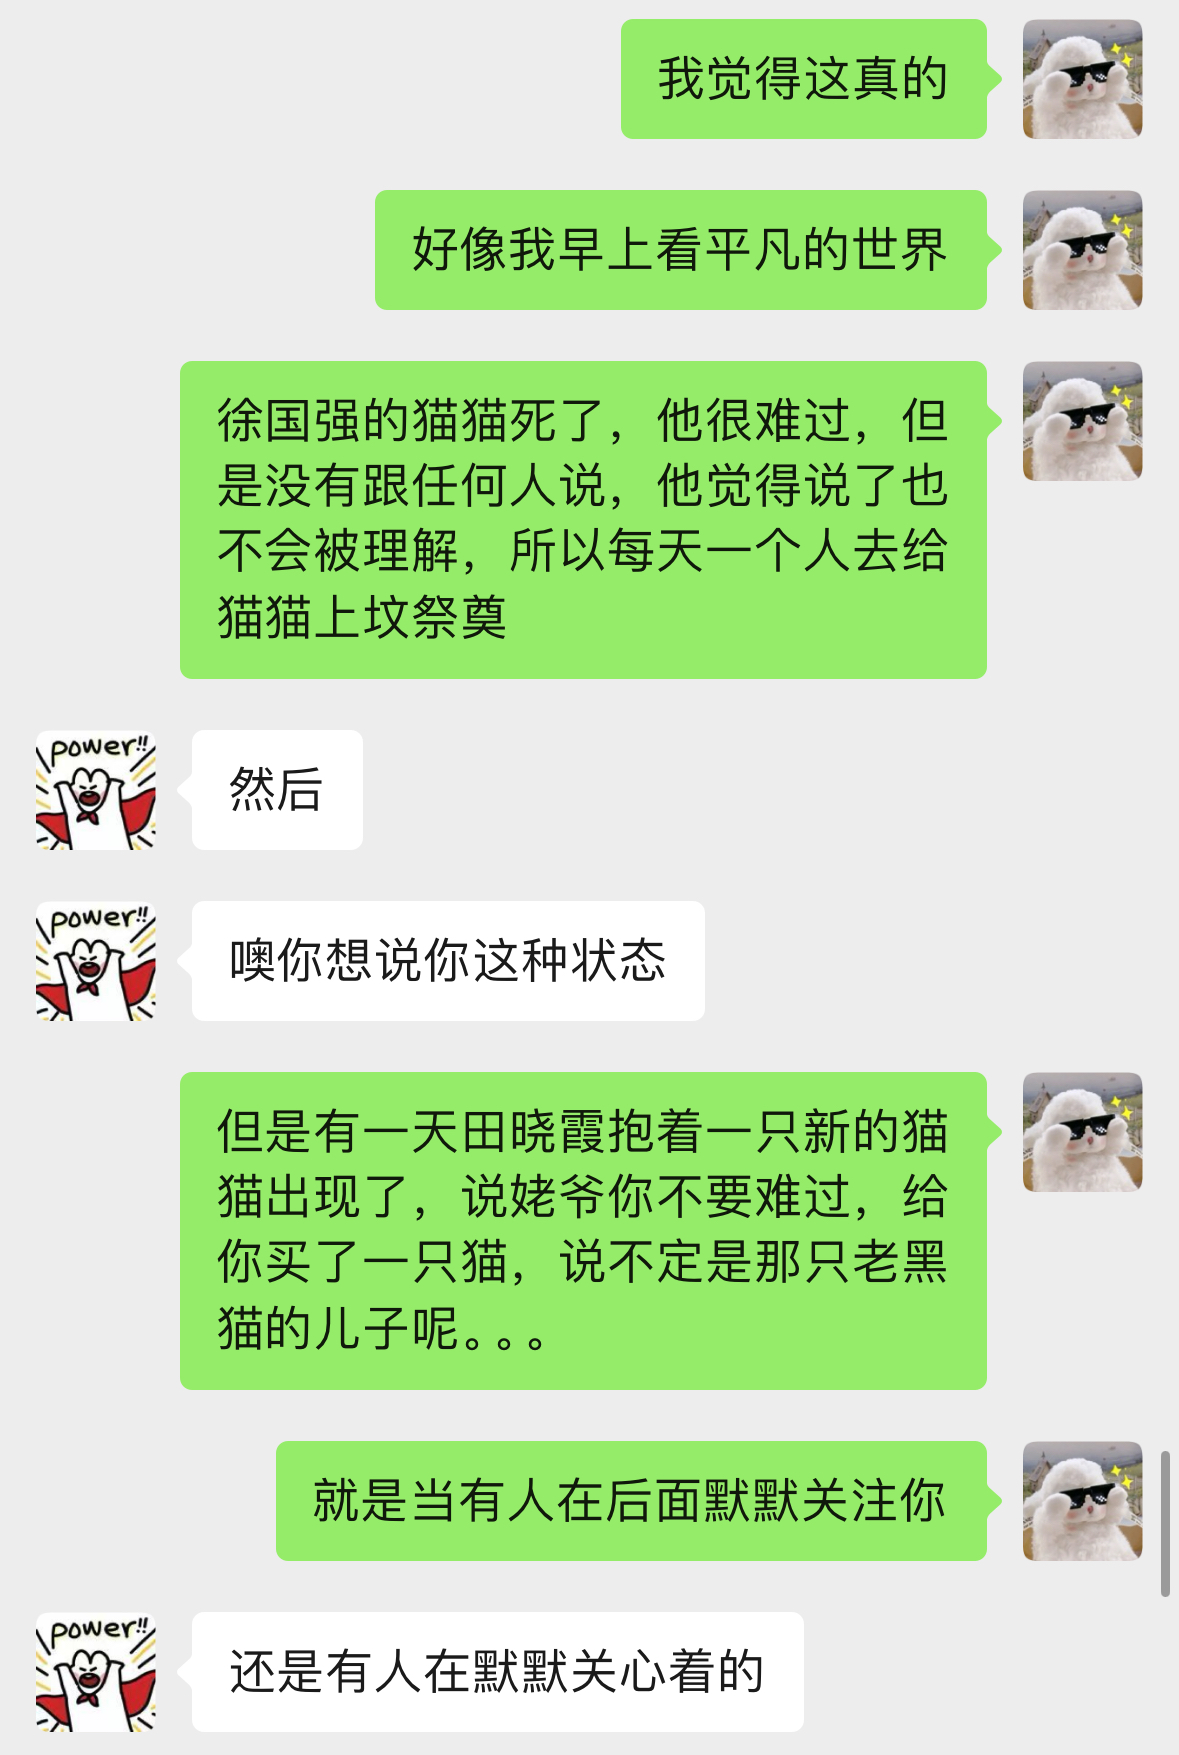 我觉得这真的
好像我早上看平凡的世界
徐国强的猫猫死了，他很难过，但
是没有跟任何人说，他觉得说了也
不会被理解，所以每天一个人去给
猫猫上坟祭奠
power!!
然后
power!!
噢你想说你这种状态
但是有一天田晓霞抱着一只新的猫
猫出现了，说姥爷你不要难过，给
你买了一只猫，说不定是那只老黑
猫的儿子呢。。。
就是当有人在后面默默关注你
power!!
还是有人在默默关心着的